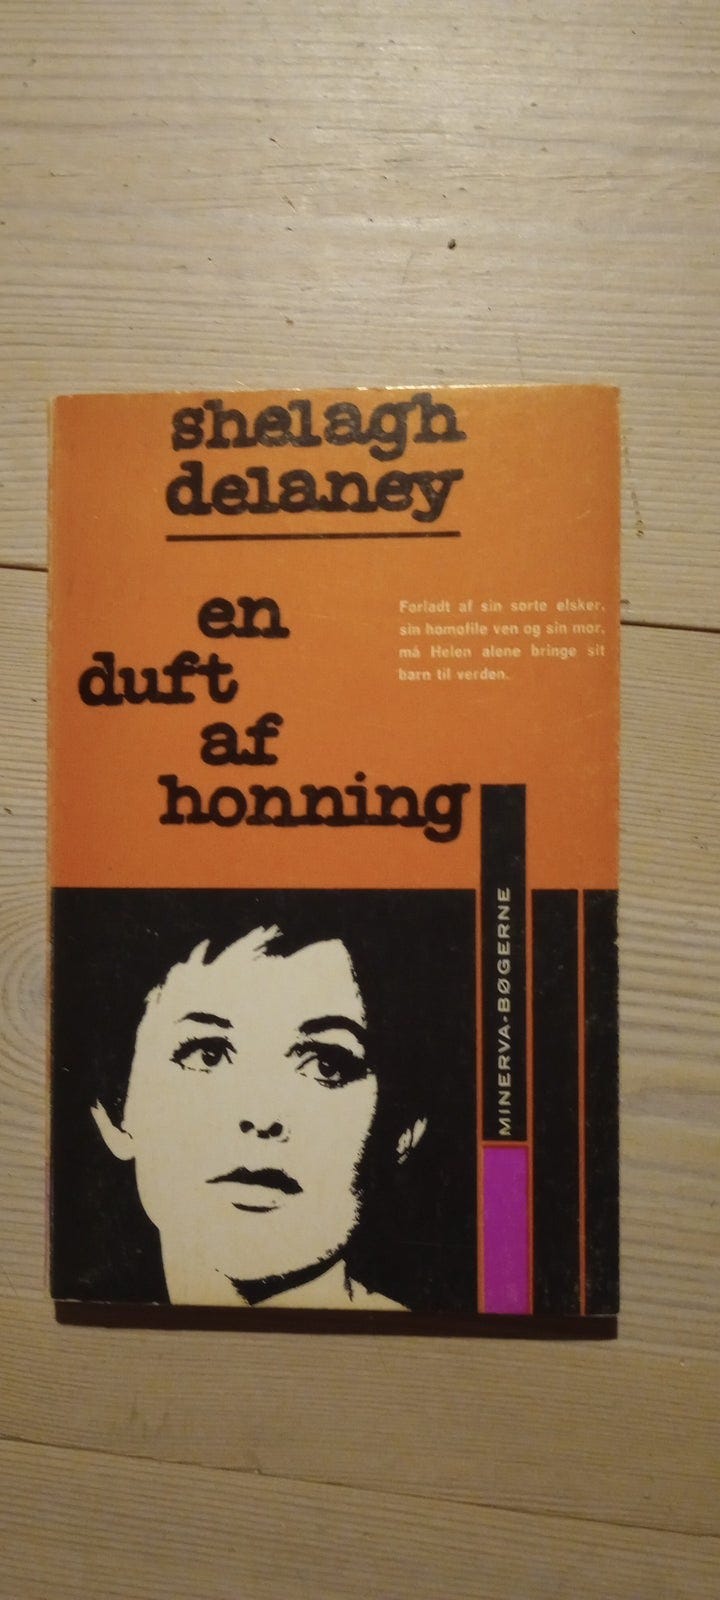 shelagh
delaney
en
duft
af
honning
Forladt af sin sorte elsker,
sin homofile ven og sin mor,
må Helen alene bringe sit
barn til verden.
MINERVA-BØGERNE